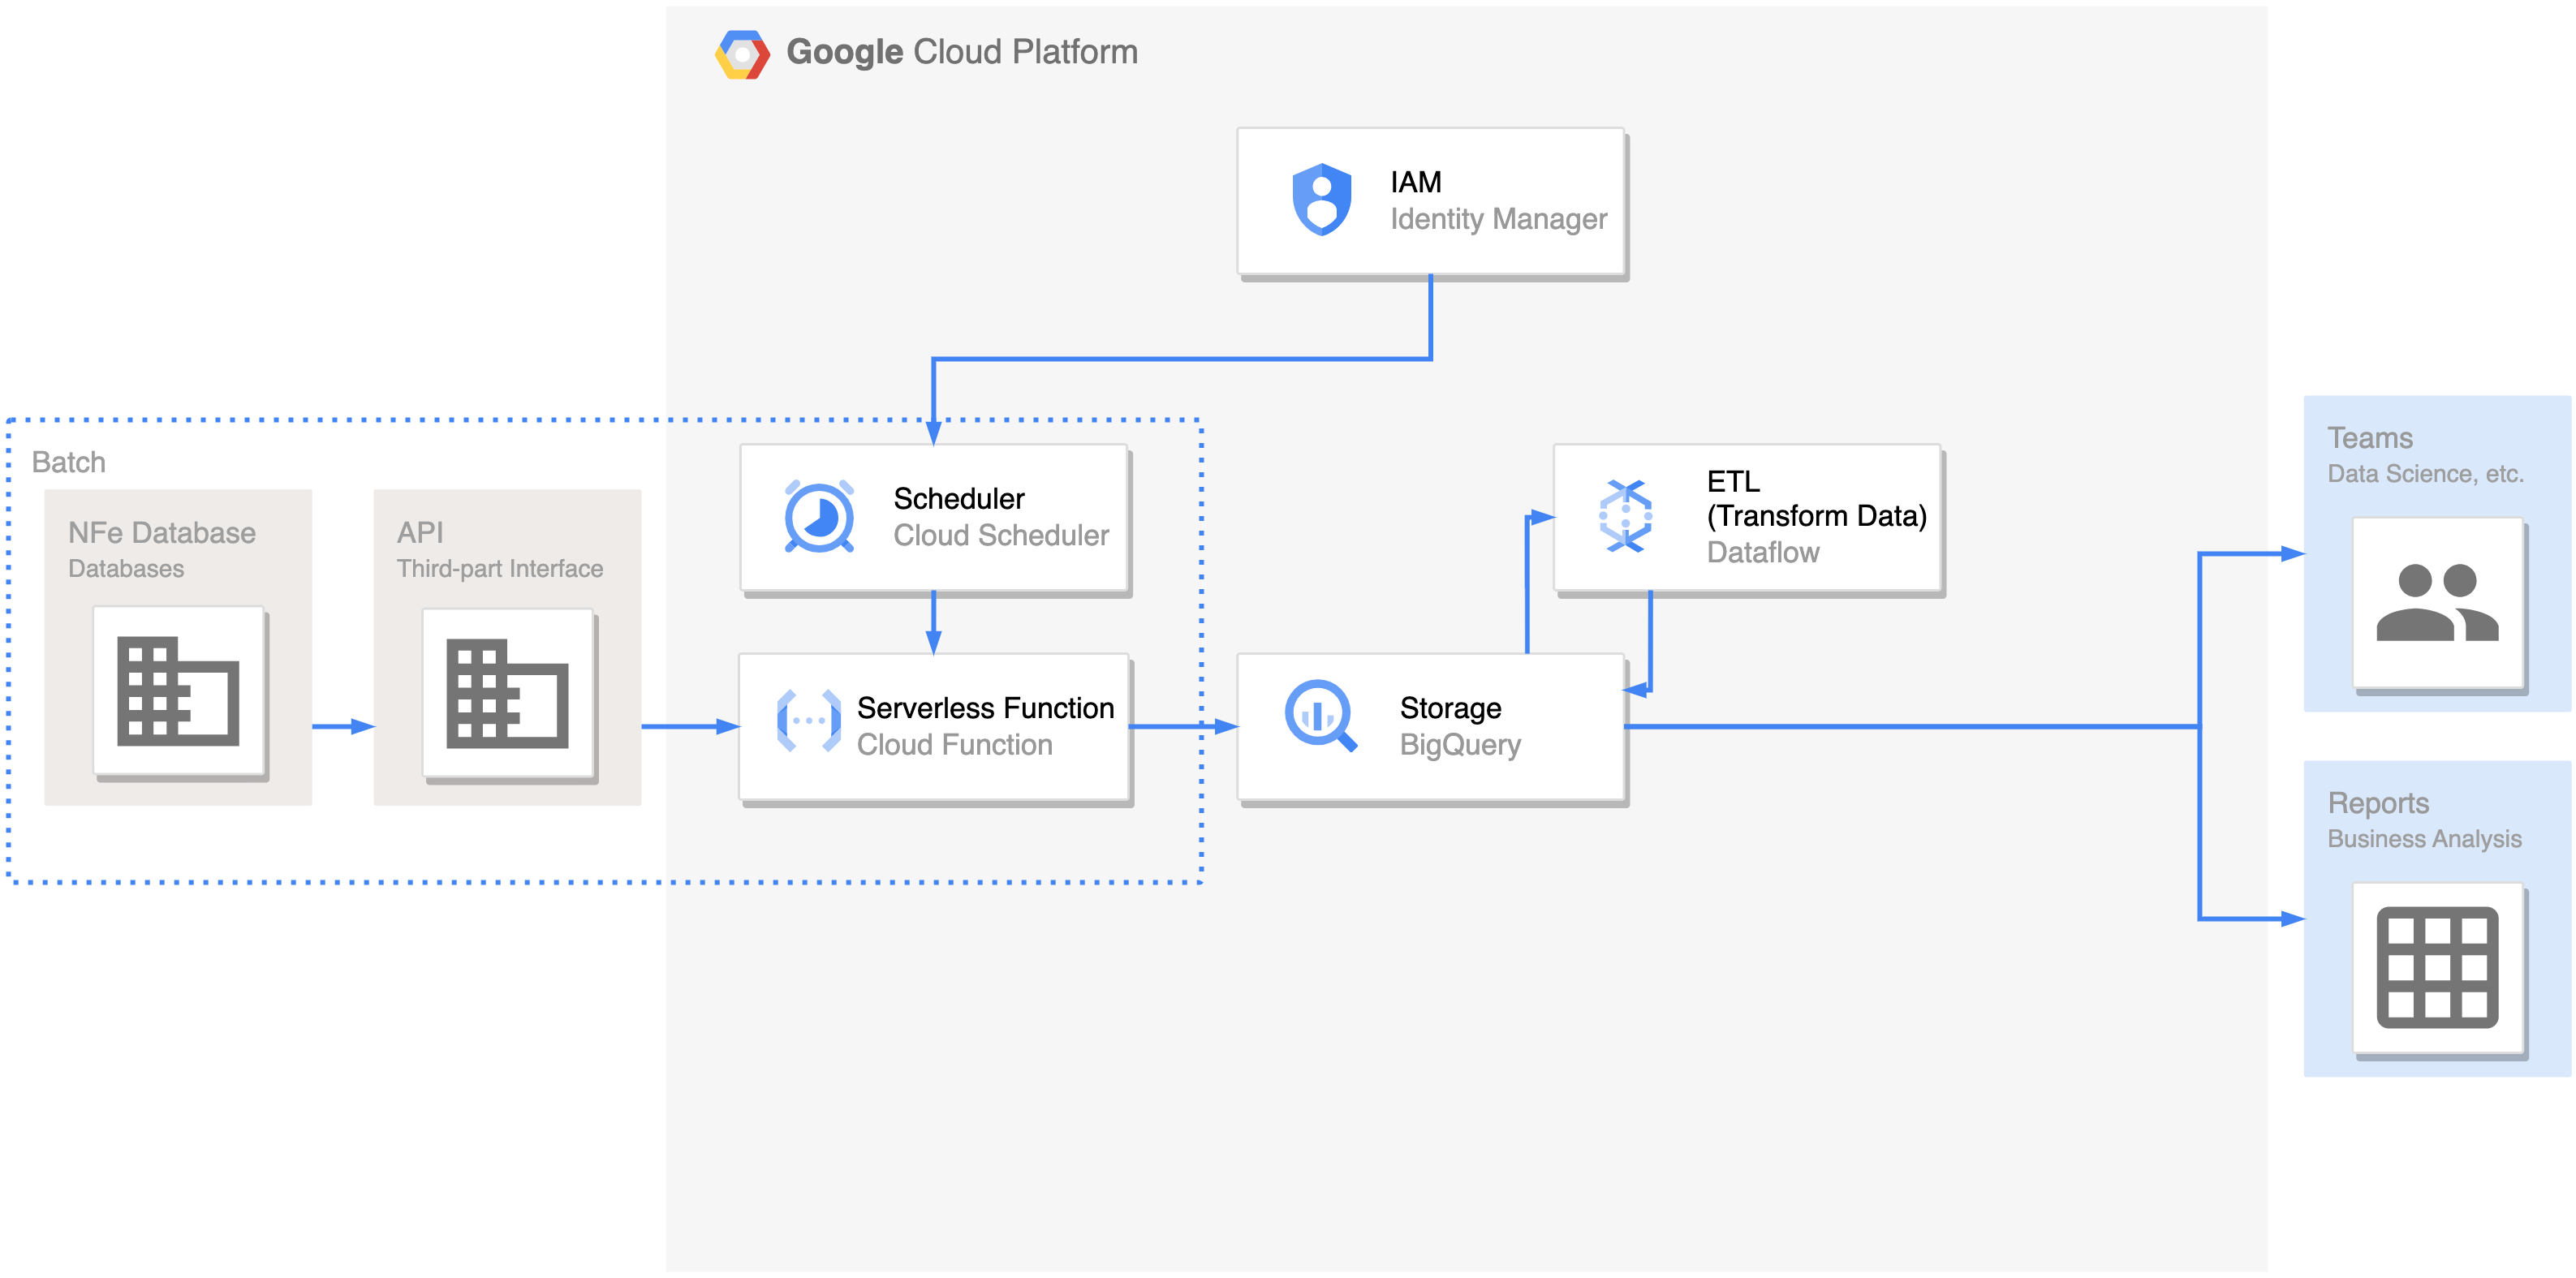 Google Cloud Platform
IAM
Identity Manager
Batch
NFe Database
Databases
API
Third-part Interface
Scheduler
Cloud Scheduler
Serverless Function
Cloud Function
Storage
BigQuery
ETL
(Transform Data)
Dataflow
Teams
Data Science, etc.
Reports
Business Analysis